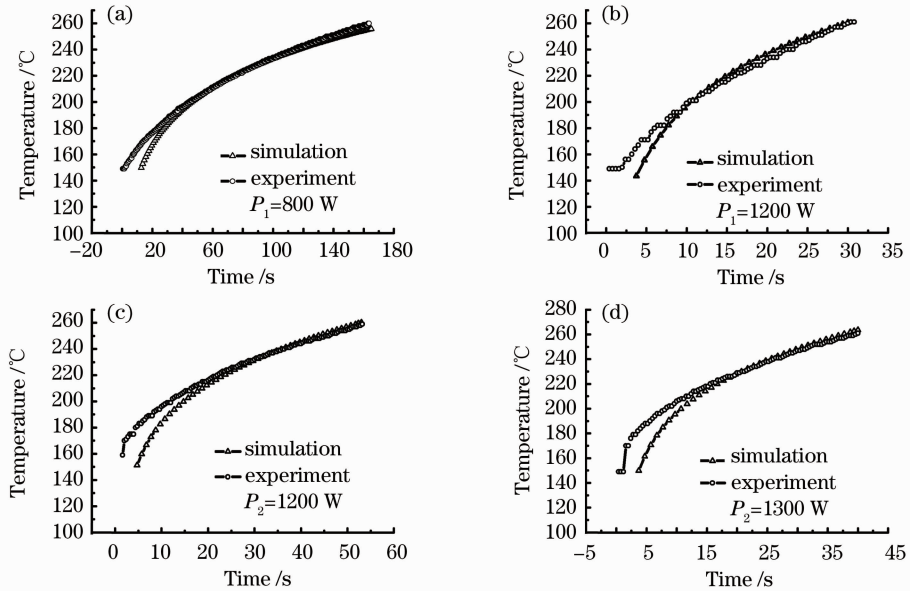 (a)
260
240
220
200
180
160
140
120
100
Temperature /℃
simulation
experiment
P₁=800 W
−20 20 60 100 140 180
Time /s
(b)
260
240
220
200
180
160
140
120
100
Temperature /℃
simulation
experiment
P₁=1200 W
0 5 10 15 20 25 30 35
Time /s
(c)
260
240
220
200
180
160
140
120
100
Temperature /℃
simulation
experiment
P₂=1200 W
0 10 20 30 40 50 60
Time /s
(d)
280
260
240
220
200
180
160
140
120
100
Temperature /℃
simulation
experiment
P₂=1300 W
−5 5 15 25 35 45
Time /s